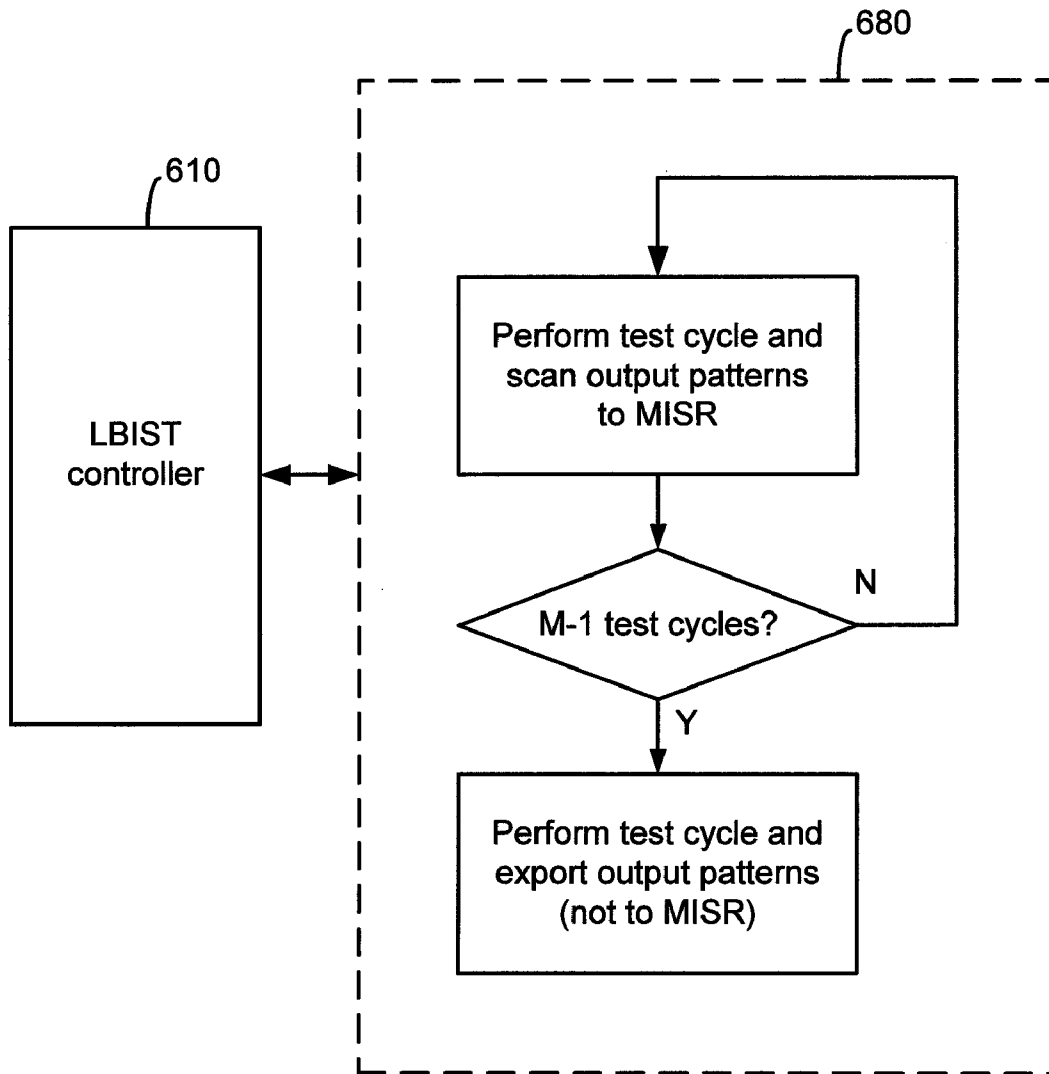 680
610
LBIST
controller
Perform test cycle and
scan output patterns
to MISR
M-1 test cycles?
N
Y
Perform test cycle and
export output patterns
(not to MISR)